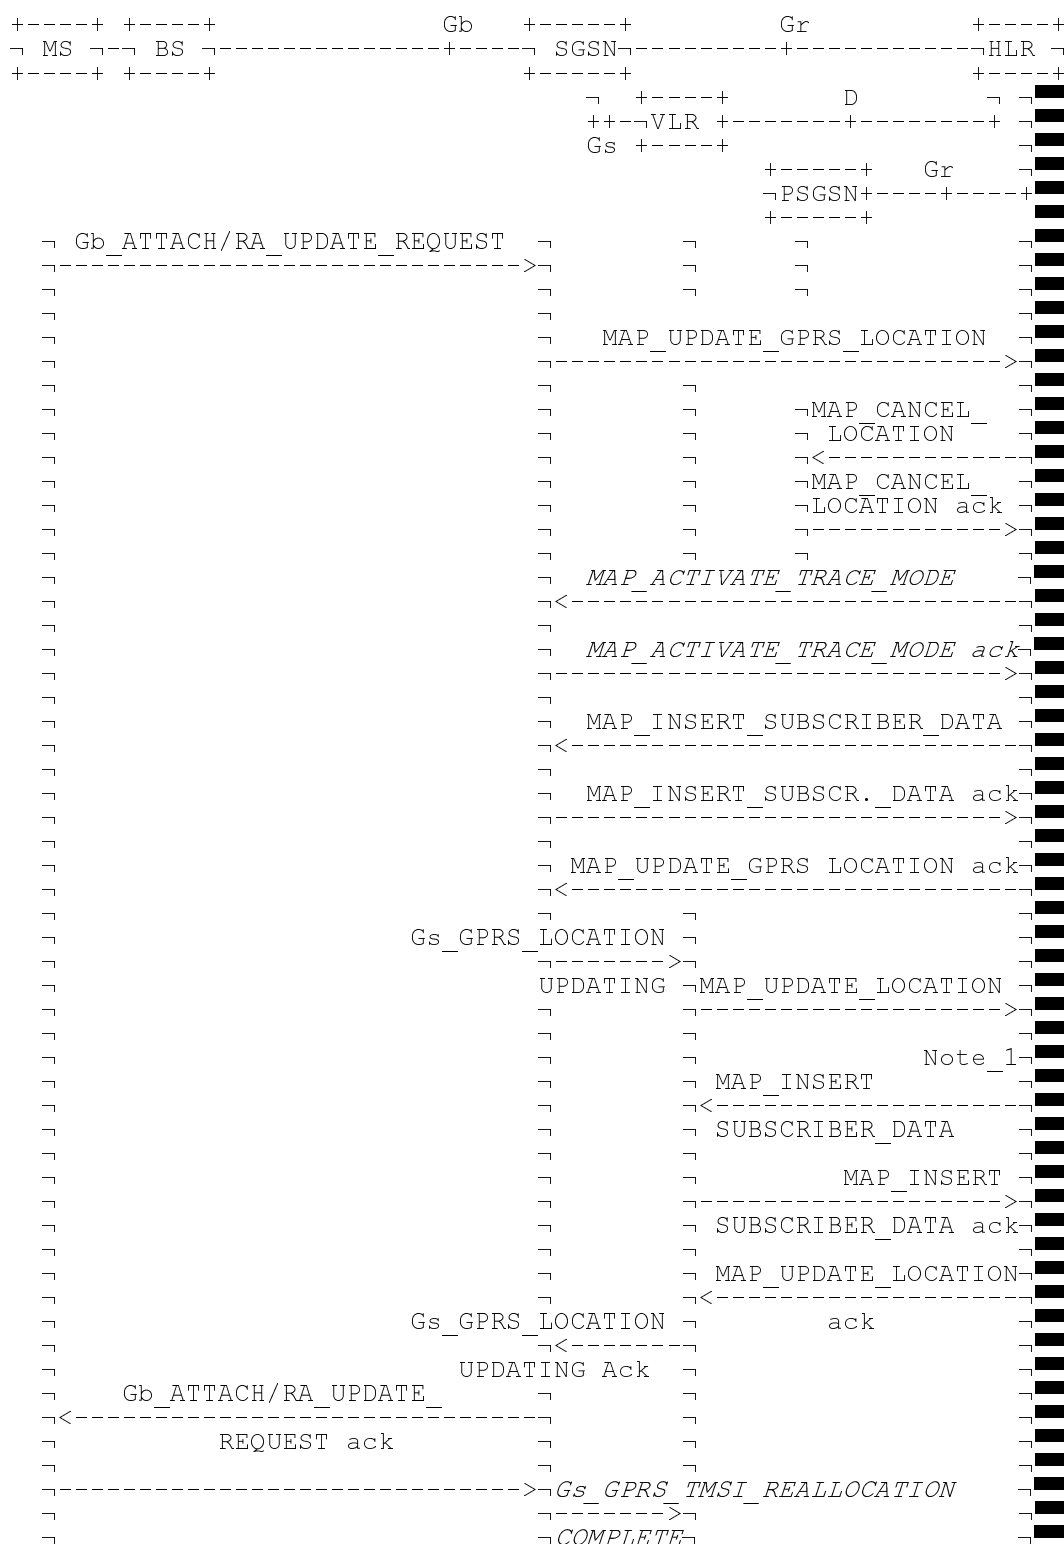 +----+ +----+ Gb +-----+ Gr +----+
¬ MS ¬--¬ BS ¬--------------+-----¬ SGSN¬---------+------------¬HLR ¬
+----+ +----+ +-----+ +----+
¬ +-----+ D ¬ ¬
++--¬VLR +-------+--------+ ¬
Gs +-----+ ¬
+-----+ Gr ¬
¬PSGSN+----+-----+
+-----+
¬ Gb_ATTACH/RA_UPDATE_REQUEST ¬ ¬ ¬ ¬
¬----------------------------->¬ ¬ ¬ ¬
¬ ¬ ¬ ¬ ¬
¬ ¬ ¬
¬ ¬ MAP_UPDATE_GPRS_LOCATION ¬
¬ ¬---------------------------->¬
¬ ¬ ¬ ¬
¬ ¬ ¬ ¬MAP_CANCEL_ ¬
¬ ¬ ¬ ¬ LOCATION ¬
¬ ¬ ¬ ¬<-------------¬
¬ ¬ ¬ ¬MAP_CANCEL_ ¬
¬ ¬ ¬ ¬LOCATION ack ¬
¬ ¬ ¬ ¬------------>¬
¬ ¬ ¬ ¬ ¬
¬ ¬ MAP_ACTIVATE_TRACE_MODE ¬
¬ ¬<-----------------------------¬
¬ ¬ ¬
¬ ¬ MAP_ACTIVATE_TRACE_MODE ack¬
¬ ¬---------------------------->¬
¬ ¬ ¬
¬ ¬ MAP_INSERT_SUBSCRIBER_DATA ¬
¬ ¬<-----------------------------¬
¬ ¬ ¬
¬ ¬ MAP_INSERT_SUBSCR._DATA ack¬
¬ ¬---------------------------->¬
¬ ¬ ¬
¬ ¬ MAP_UPDATE_GPRS LOCATION ack¬
¬ ¬<-----------------------------¬
¬ ¬ ¬ ¬
¬ Gs_GPRS_LOCATION ¬ ¬
¬ ¬------->¬ ¬
¬ UPDATING ¬MAP_UPDATE_LOCATION ¬
¬ ¬ ¬------------------->¬
¬ ¬ ¬ ¬
¬ ¬ ¬ Note_1¬
¬ ¬ ¬ MAP_INSERT ¬
¬ ¬ ¬<--------------------¬
¬ ¬ ¬ SUBSCRIBER_DATA ¬
¬ ¬ ¬ ¬
¬ ¬ ¬ MAP_INSERT ¬
¬ ¬ ¬------------------->¬
¬ ¬ ¬ SUBSCRIBER_DATA ack¬
¬ ¬ ¬ ¬
¬ ¬ ¬ MAP_UPDATE_LOCATION¬
¬ ¬ ¬<--------------------¬
¬ Gs_GPRS_LOCATION ¬ ack ¬
¬ ¬<-------¬ ¬
¬ UPDATING Ack ¬ ¬
¬ Gb_ATTACH/RA_UPDATE_ ¬ ¬ ¬
¬<------------------------------¬ ¬ ¬
¬ REQUEST ack ¬ ¬ ¬
¬ ¬ ¬ ¬
¬----------------------------->¬Gs_GPRS_TMSI_REALLOCATION ¬
¬ ¬------->¬ ¬
¬ ¬COMPLETE¬ ¬